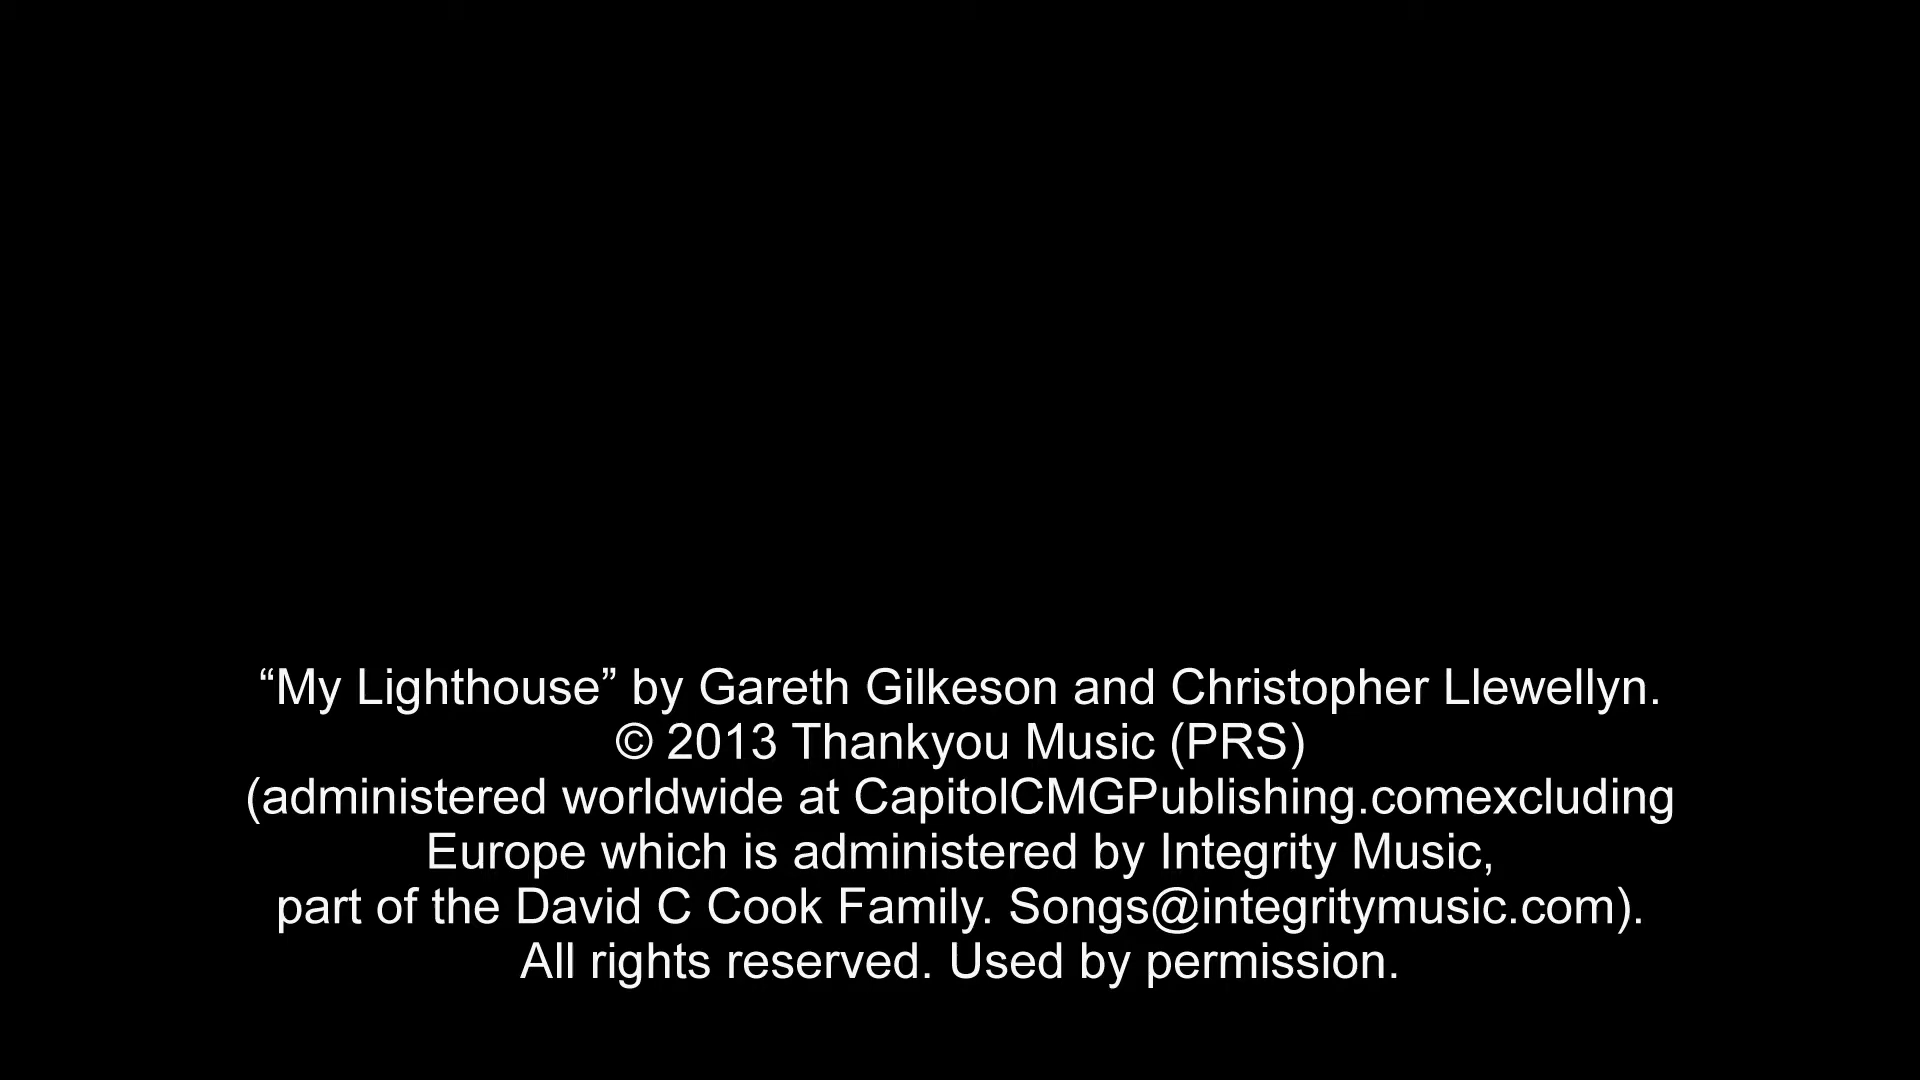 “My Lighthouse” by Gareth Gilkeson and Christopher Llewellyn.
© 2013 Thankyou Music (PRS)
(administered worldwide at CapitolCMGPublishing.comexcluding
Europe which is administered by Integrity Music,
part of the David C Cook Family. Songs@integritymusic.com).
All rights reserved. Used by permission.